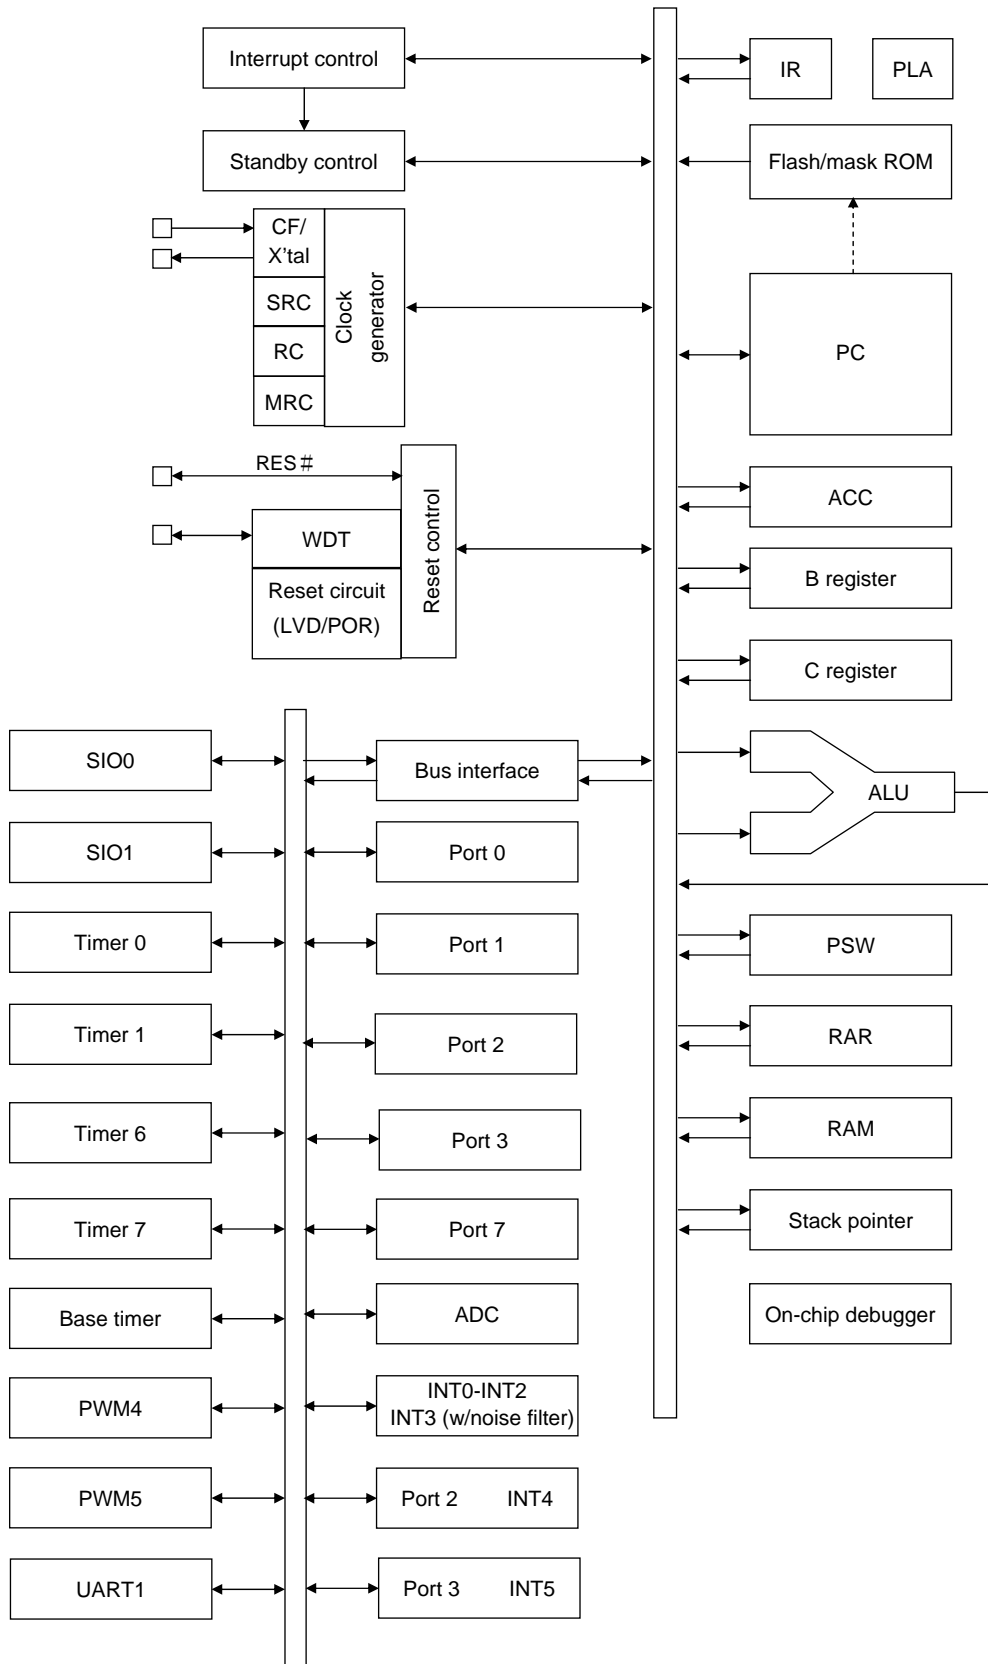 Interrupt control
IR
PLA
Standby control
Flash/mask ROM
CF/
X'tal
SRC
RC
MRC
Clock
generator
PC
RES#
WDT
Reset circuit
(LVD/POR)
Reset control
ACC
B register
C register
SIO0
Bus interface
ALU
SIO1
Port 0
Timer 0
Port 1
PSW
Timer 1
Port 2
RAR
Timer 6
Port 3
RAM
Timer 7
Port 7
Stack pointer
Base timer
ADC
On-chip debugger
PWM4
INT0-INT2
INT3 (w/noise filter)
PWM5
Port 2 INT4
UART1
Port 3 INT5